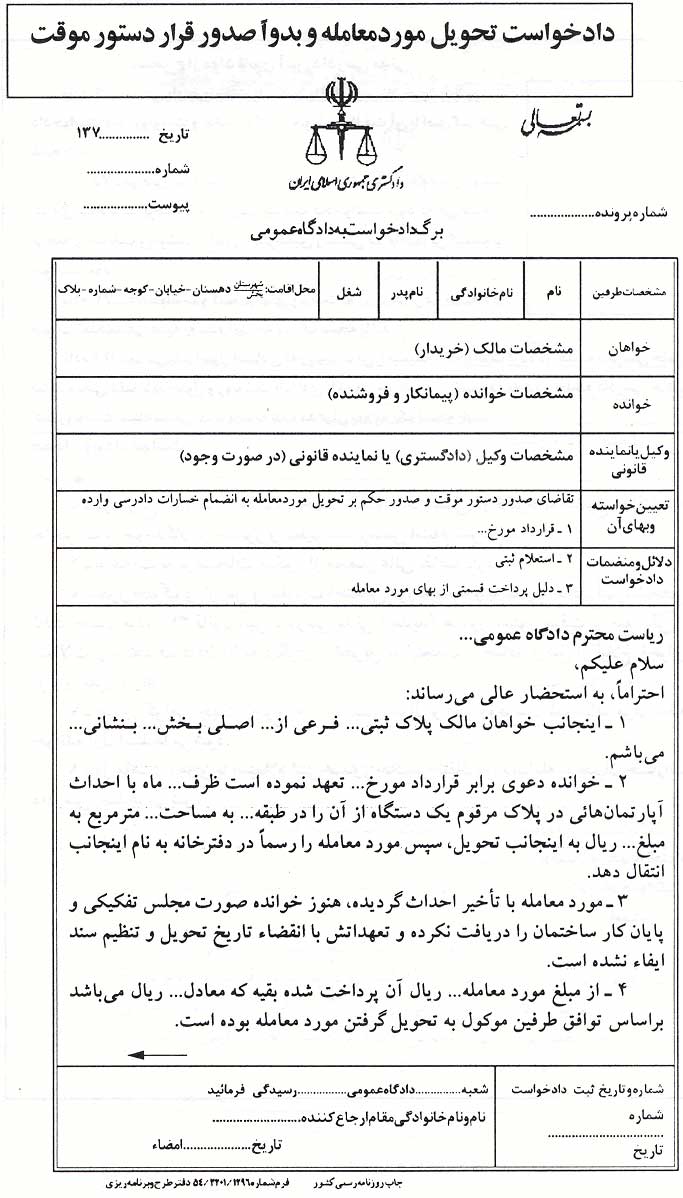 دادخواست تحویل مورد معامله و بدواً صدور قرار دستور موقت
بسمه تعالی
تاریخ ..............۱۳۷
شماره....................
پیوست...................
دادگستری جمهوری اسلامی ایران
شماره پرونده...................
برگ دادخواست به دادگاه عمومی
مشخصات طرفین نام نام خانوادگی نام پدر شغل محل اقامت: شهرستان بخش دهستان-خیابان-کوچه-شماره-پلاک
خواهان مشخصات مالک (خریدار)
خوانده مشخصات خوانده (پیمانکار و فروشنده)
وکیل یا نماینده قانونی مشخصات وکیل (دادگستری) یا نماینده قانونی (در صورت وجود)
تعیین خواسته وبهای آن تقاضای صدور دستور موقت و صدور حکم بر تحویل مورد معامله به انضمام خسارات دادرسی وارده
۱ ـ قرارداد مورخ...
دلائل و منضمات دادخواست ۲ ـ استعلام ثبتی
۳ ـ دلیل پرداخت قسمتی از بهای مورد معامله
ریاست محترم دادگاه عمومی...
سلام علیکم،
احتراماً، به استحضار عالی می‌رساند:
۱ ـ اینجانب خواهان مالک پلاک ثبتی... فرعی از... اصلی بخش... بنشانی...
می‌باشم.
۲ ـ خوانده دعوی برابر قرارداد مورخ... تعهد نموده است ظرف... ماه با احداث
آپارتمان‌هائی در پلاک مرقوم یک دستگاه از آن را در طبقه... به مساحت... مترمربع به
مبلغ... ریال به اینجانب تحویل، سپس مورد معامله را رسماً در دفترخانه به نام اینجانب
انتقال دهد.
۳ ـ مورد معامله با تأخیر احداث گردیده، هنوز خوانده صورت مجلس تفکیکی و
پایان کار ساختمان را دریافت نکرده و تعهداتش با انقضاء تاریخ تحویل و تنظیم سند
ایفاء نشده است.
۴ ـ از مبلغ مورد معامله... ریال آن پرداخت شده بقیه که معادل... ریال می‌باشد
براساس توافق طرفین موکول به تحویل گرفتن مورد معامله بوده است.
شماره و تاریخ ثبت دادخواست
شماره
..............................
تاریخ
شعبه..............دادگاه عمومی...............رسیدگی فرمائید
نام و نام خانوادگی مقام ارجاع کننده..........................
تاریخ....................امضاء
چاپ روزنامه رسمی کشور فرم شماره ۵۴/۳۲۰۱/۱۲۹۶ دفتر طرح و برنامه ریزی